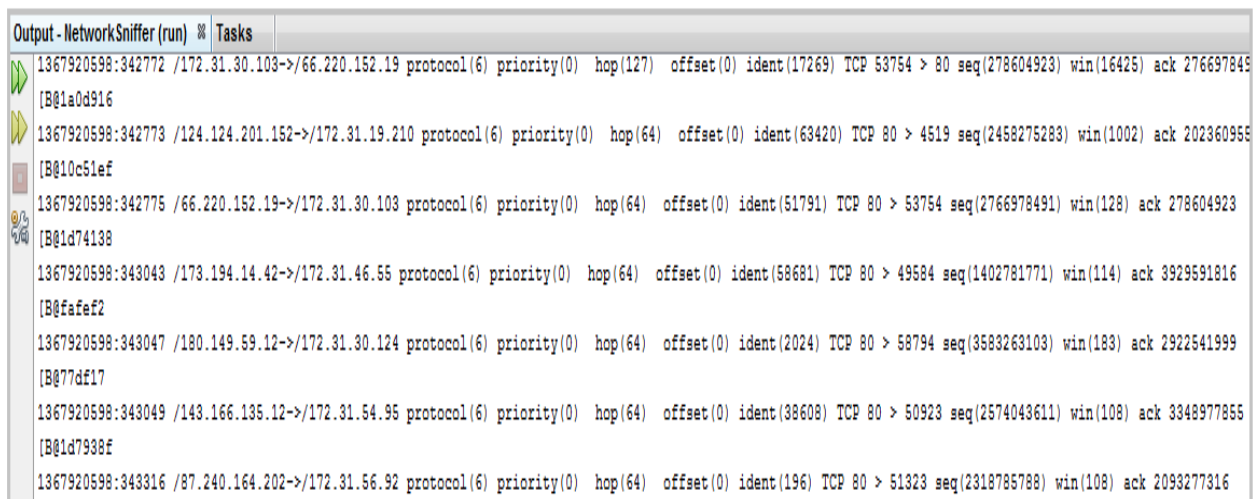 Output - NetworkSniffer (run) Tasks
1367920598:342772 /172.31.30.103->/66.220.152.19 protocol(6) priority(0) hop(127) offset(0) ident(17269) TCP 53754 > 80 seq(278604923) win(16425) ack 276697849
[B@1a0d916
1367920598:342773 /124.124.201.152->/172.31.19.210 protocol(6) priority(0) hop(64) offset(0) ident(63420) TCP 80 > 4519 seq(2458275283) win(1002) ack 202360955
[B@10c51ef
1367920598:342775 /66.220.152.19->/172.31.30.103 protocol(6) priority(0) hop(64) offset(0) ident(51791) TCP 80 > 53754 seq(2766978491) win(128) ack 278604923
[B@1d74138
1367920598:343043 /173.194.14.42->/172.31.46.55 protocol(6) priority(0) hop(64) offset(0) ident(58681) TCP 80 > 49584 seq(1402781771) win(114) ack 3929591816
[B@fafef2
1367920598:343047 /180.149.59.12->/172.31.30.124 protocol(6) priority(0) hop(64) offset(0) ident(2024) TCP 80 > 58794 seq(3583263103) win(183) ack 2922541999
[B@77df17
1367920598:343049 /143.166.135.12->/172.31.54.95 protocol(6) priority(0) hop(64) offset(0) ident(38608) TCP 80 > 50923 seq(2574043611) win(108) ack 3348977855
[B@1d7938f
1367920598:343316 /87.240.164.202->/172.31.56.92 protocol(6) priority(0) hop(64) offset(0) ident(196) TCP 80 > 51323 seq(2318785788) win(108) ack 2093277316